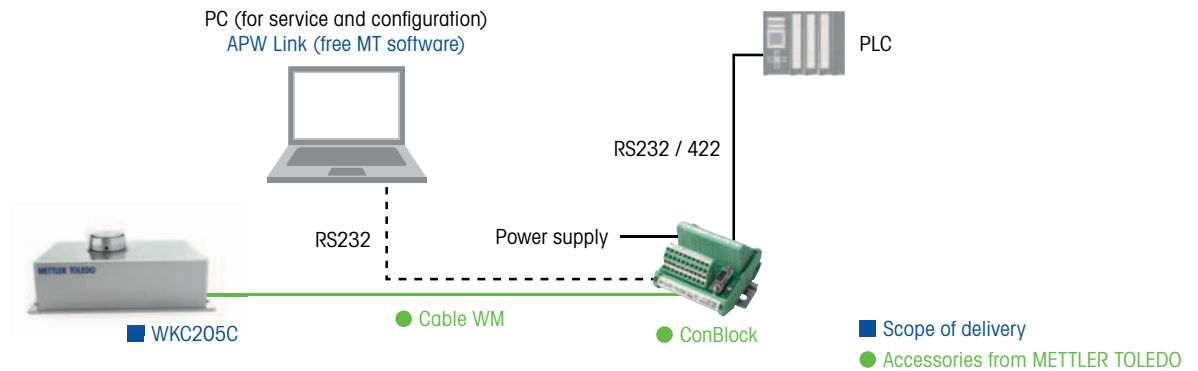 PC (for service and configuration)
APW Link (free MT software)
PLC
RS232 / 422
RS232
Power supply
METTLER TOLEDO
Cable WM
WKC205C
ConBlock
Scope of delivery
Accessories from METTLER TOLEDO